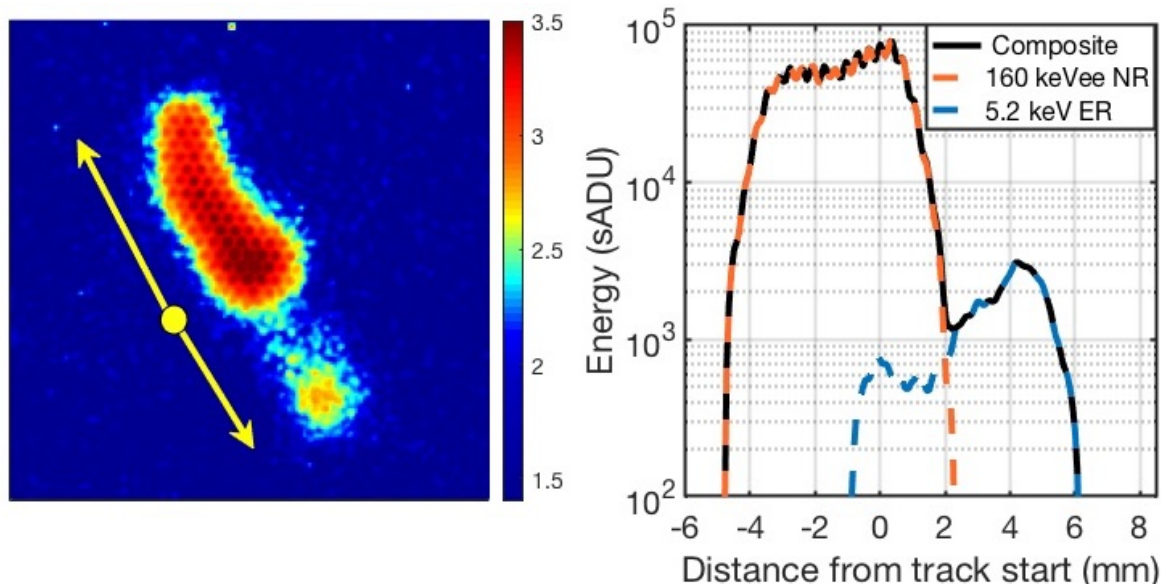 3.5
3
2.5
2
1.5
Energy (sADU)
10^5
10^4
10^3
10^2
Composite
160 keVee NR
5.2 keV ER
-6 -4 -2 0 2 4 6 8
Distance from track start (mm)